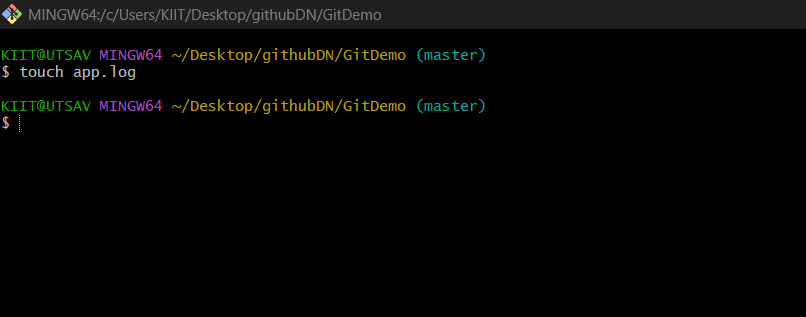 MINGW64:/c/Users/KIIT/Desktop/githubDN/GitDemo
KIIT@UTSAV MINGW64 ~/Desktop/githubDN/GitDemo (master)
$ touch app.log
KIIT@UTSAV MINGW64 ~/Desktop/githubDN/GitDemo (master)
$